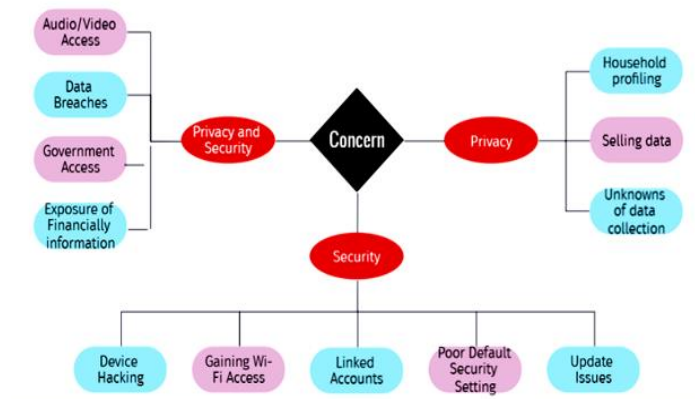 Audio/Video
Access
Data
Breaches
Government
Access
Exposure of
Financially
information
Privacy and
Security
Concern
Privacy
Household
profiling
Selling data
Unknowns
of data
collection
Security
Device
Hacking
Gaining Wi-
Fi Access
Linked
Accounts
Poor Default
Security
Setting
Update
Issues